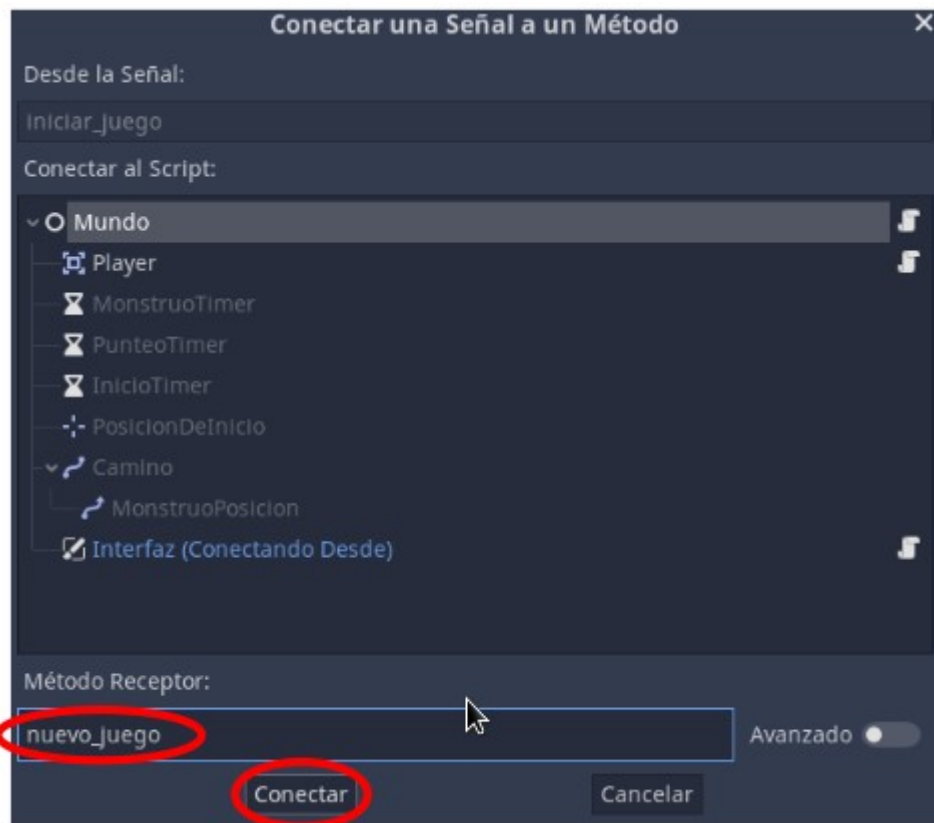 Conectar una Señal a un Método
Desde la Señal:
iniciar_juego
Conectar al Script:
Mundo
Player
MonstruoTimer
PunteoTimer
InicioTimer
PosicionDeInicio
Camino
MonstruoPosicion
Interfaz (Conectando Desde)
Método Receptor:
nuevo_juego
Avanzado
Conectar
Cancelar